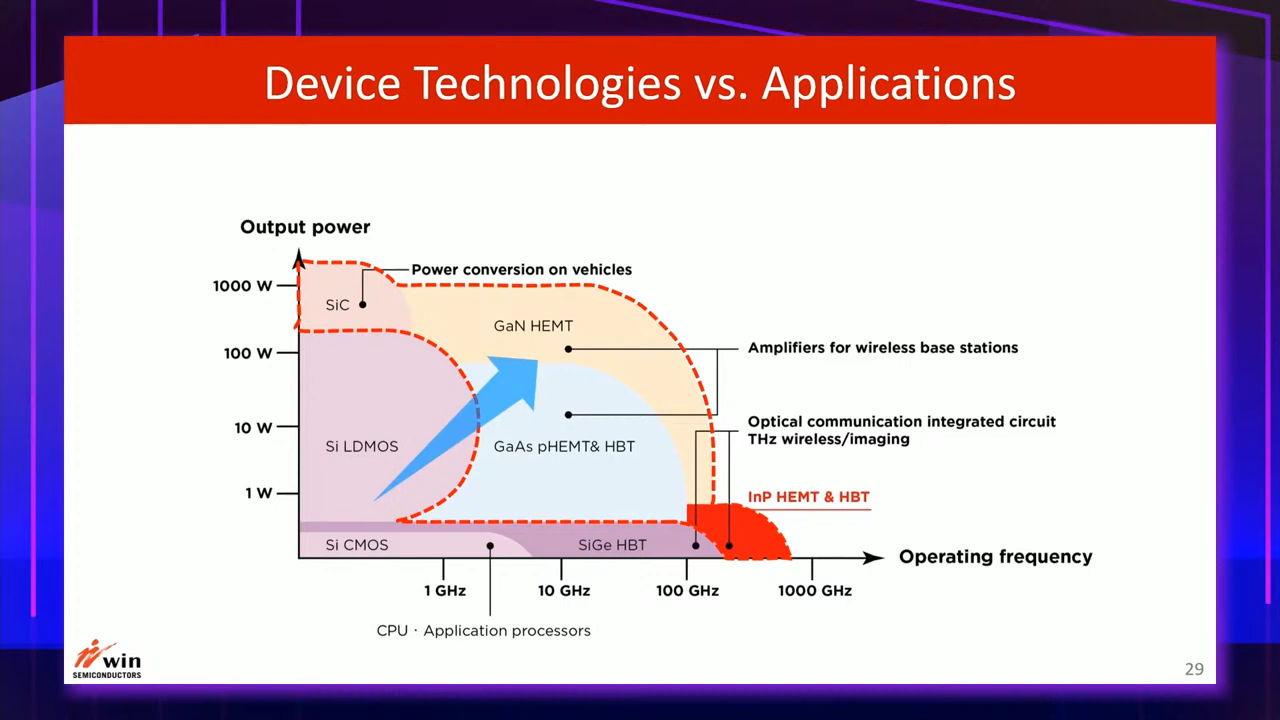 Device Technologies vs. Applications
Output power
1000 W
100 W
10 W
1 W
SiC
Power conversion on vehicles
GaN HEMT
Amplifiers for wireless base stations
Optical communication integrated circuit
THz wireless/imaging
Si LDMOS
GaAs pHEMT& HBT
InP HEMT & HBT
Si CMOS
SiGe HBT
Operating frequency
1 GHz
10 GHz
100 GHz
1000 GHz
CPU · Application processors
win
SEMICONDUCTORS
29